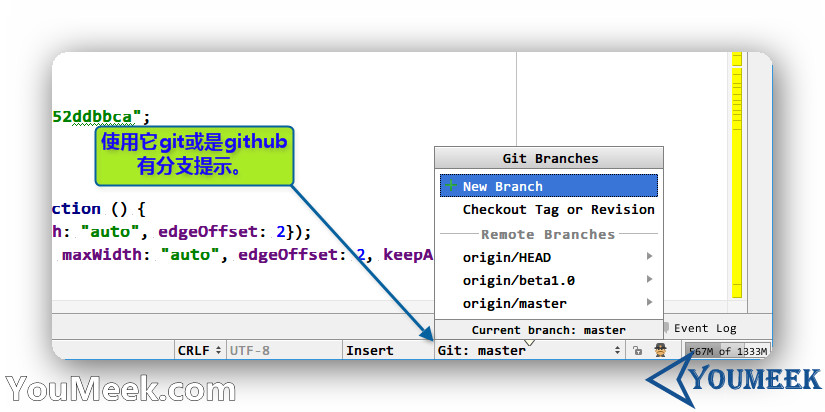 52ddbbca";
使用它git或是github
有分支提示。
Git Branches
New Branch
Checkout Tag or Revision
Remote Branches
origin/HEAD
origin/beta1.0
origin/master
Current branch: master
ction () {
h: "auto", edgeOffset: 2});
maxWidth: "auto", edgeOffset: 2, keepA
Event Log
CRLF
UTF-8
Insert
Git: master
567M of 1333M
YouMeek.com
YOUMEEK